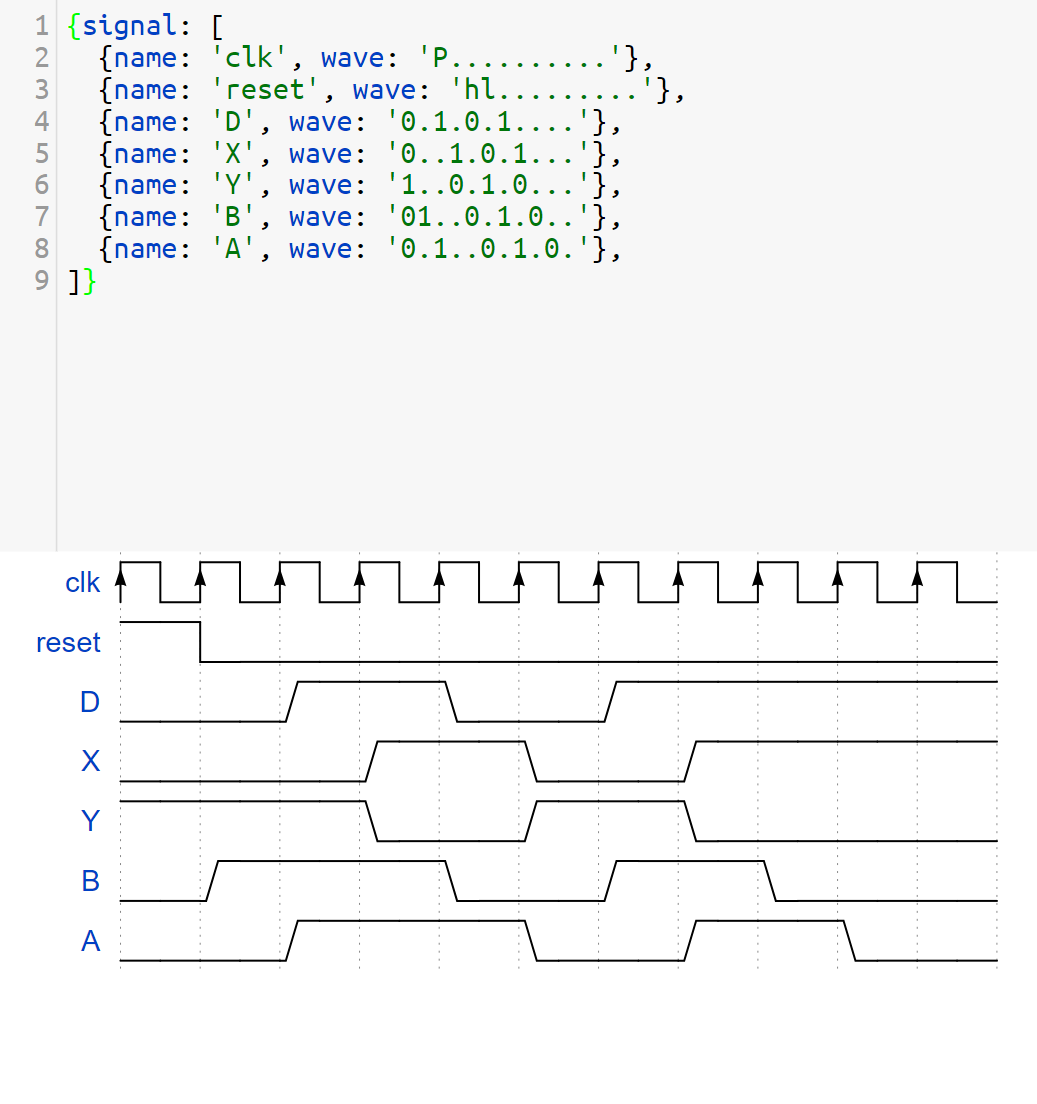 1 {signal: [
2   {name: 'clk', wave: 'P..........'},
3   {name: 'reset', wave: 'hl.........'},
4   {name: 'D', wave: '0.1.0.1....'},
5   {name: 'X', wave: '0..1.0.1...'},
6   {name: 'Y', wave: '1..0.1.0...'},
7   {name: 'B', wave: '01..0.1.0..'},
8   {name: 'A', wave: '0.1..0.1.0.'},
9 ]}
clk
reset
D
X
Y
B
A